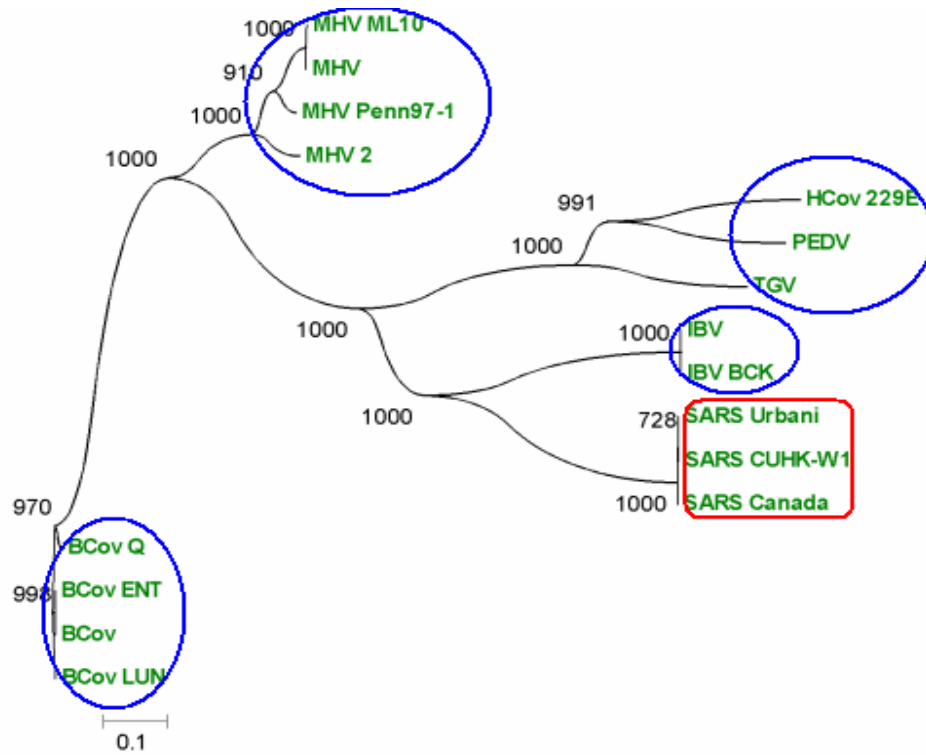 1000 MHV ML10
910 MHV
1000 MHV Penn97-1
1000 MHV 2
991 HCov 229E
PEDV
1000 TGV
1000 1000 IBV
IBV BCK
1000 728 SARS Urbani
SARS CUHK-W1
1000 SARS Canada
970
BCov Q
998 BCov ENT
BCov
BCov LUN
0.1